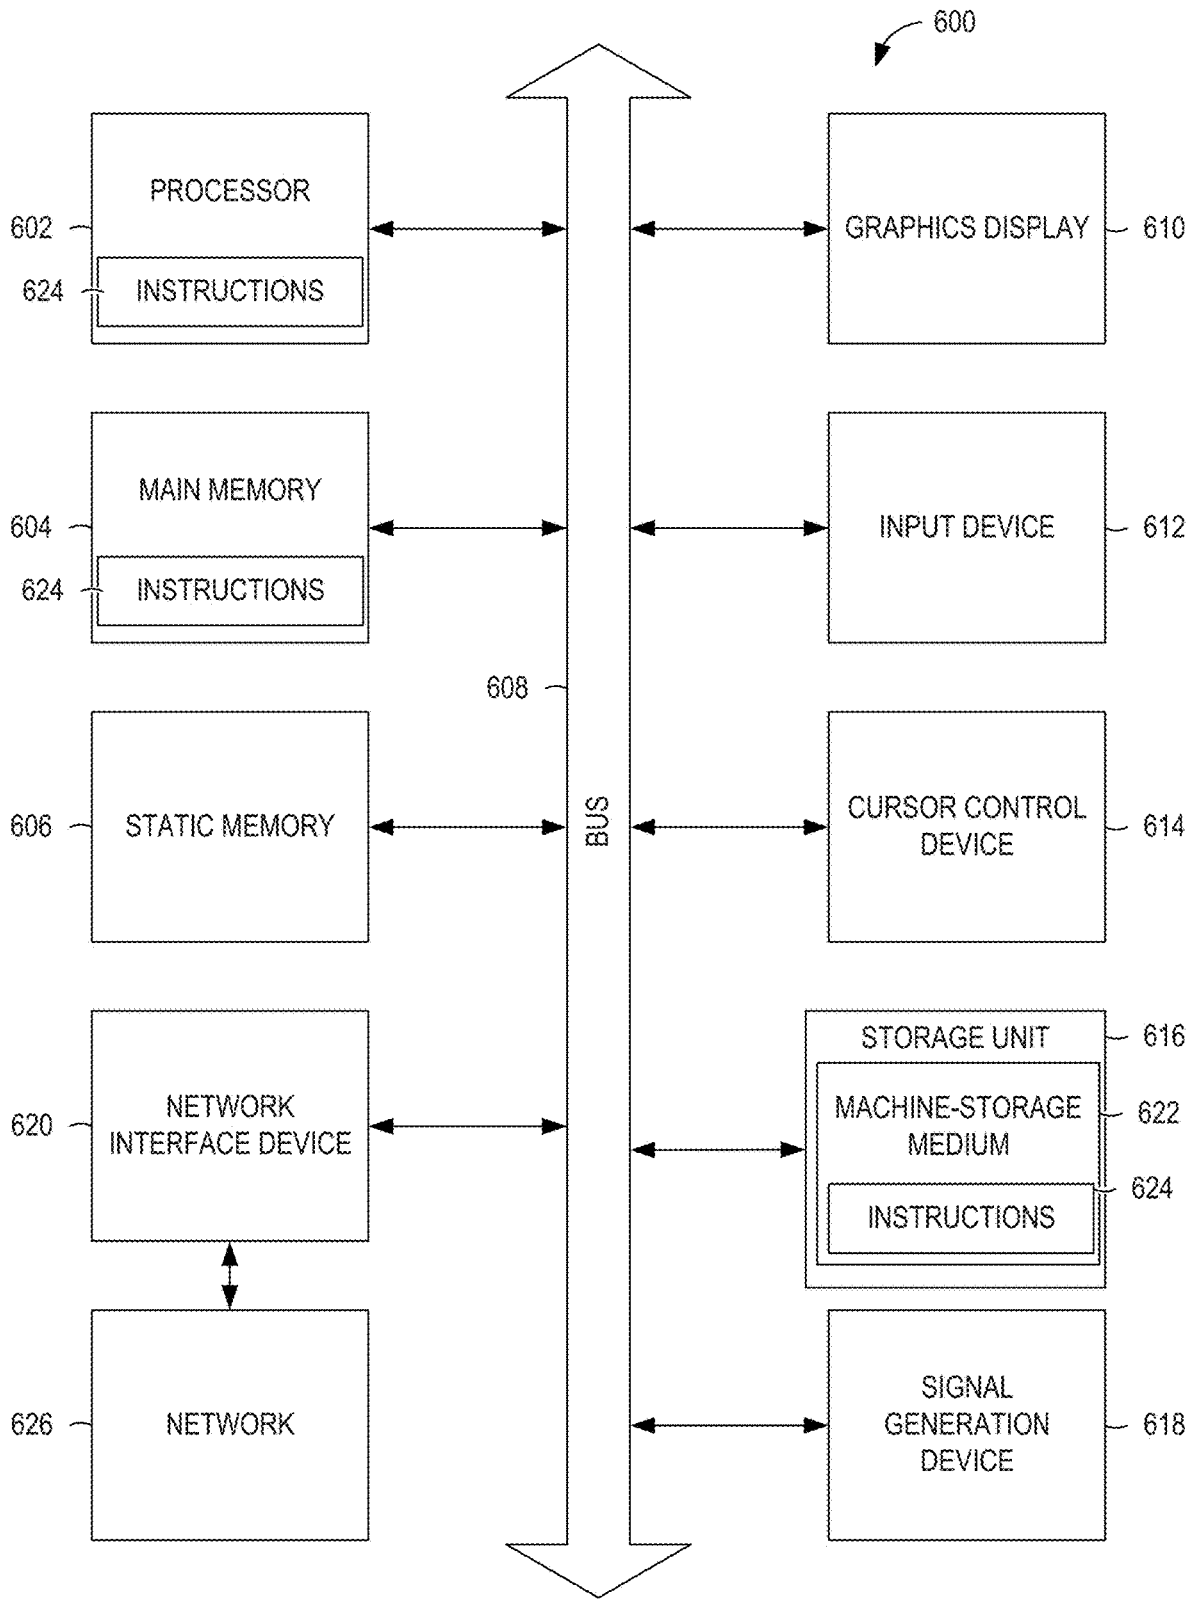 600
PROCESSOR
602
624
INSTRUCTIONS
GRAPHICS DISPLAY
610
MAIN MEMORY
604
624
INSTRUCTIONS
INPUT DEVICE
612
608
BUS
606
STATIC MEMORY
CURSOR CONTROL
DEVICE
614
620
NETWORK
INTERFACE DEVICE
STORAGE UNIT
616
MACHINE-STORAGE
MEDIUM
622
624
INSTRUCTIONS
626
NETWORK
SIGNAL
GENERATION
DEVICE
618